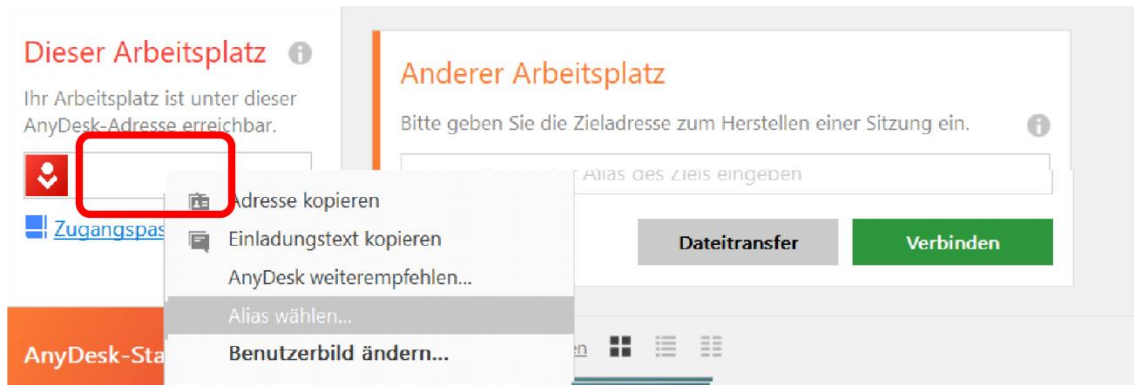 Dieser Arbeitsplatz
Ihr Arbeitsplatz ist unter dieser
AnyDesk-Adresse erreichbar.
Zugangspas
Adresse kopieren
Einladungstext kopieren
AnyDesk weiterempfehlen...
Alias wählen...
Benutzerbild ändern...
AnyDesk-Sta
Anderer Arbeitsplatz
Bitte geben Sie die Zieladresse zum Herstellen einer Sitzung ein.
Alias des Ziels eingeben
Dateitransfer
Verbinden
en